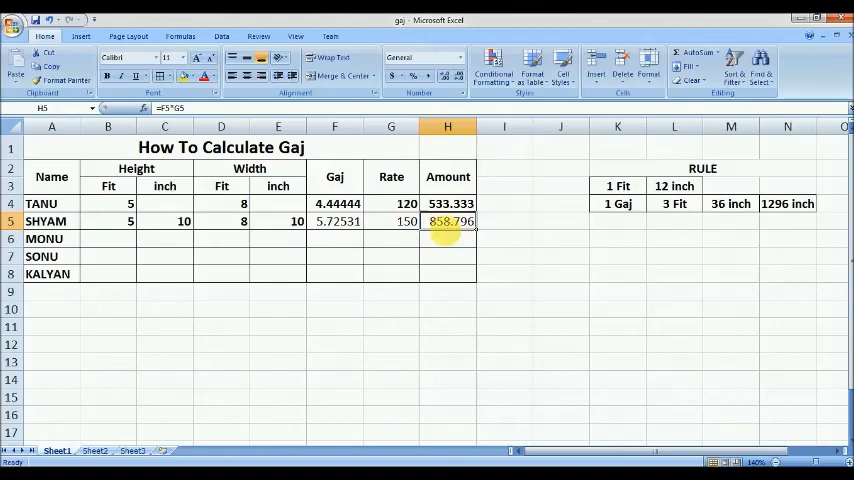 gaj - Microsoft Excel
Home Insert Page Layout Formulas Data Review View Team
Cut Calibri 11 Wrap Text General AutoSum
Copy Fill
Paste Format Painter Merge & Center Conditional Formatting Format as Table Cell Styles Insert Delete Format Clear Sort & Filter Find & Select
Clipboard Font Alignment Number Styles Cells Editing
H5 fx =F5*G5
A B C D E F G H I J K L M N O
1 How To Calculate Gaj
2 Name Height Width Gaj Rate Amount RULE
3 Fit inch Fit inch 1 Fit 12 inch
4 TANU 5 8 4.44444 120 533.333 1 Gaj 3 Fit 36 inch 1296 inch
5 SHYAM 5 10 8 10 5.72531 150 858.796
6 MONU
7 SONU
8 KALYAN
9
10
11
12
13
14
15
16
17
Sheet1 Sheet2 Sheet3
Ready 140%